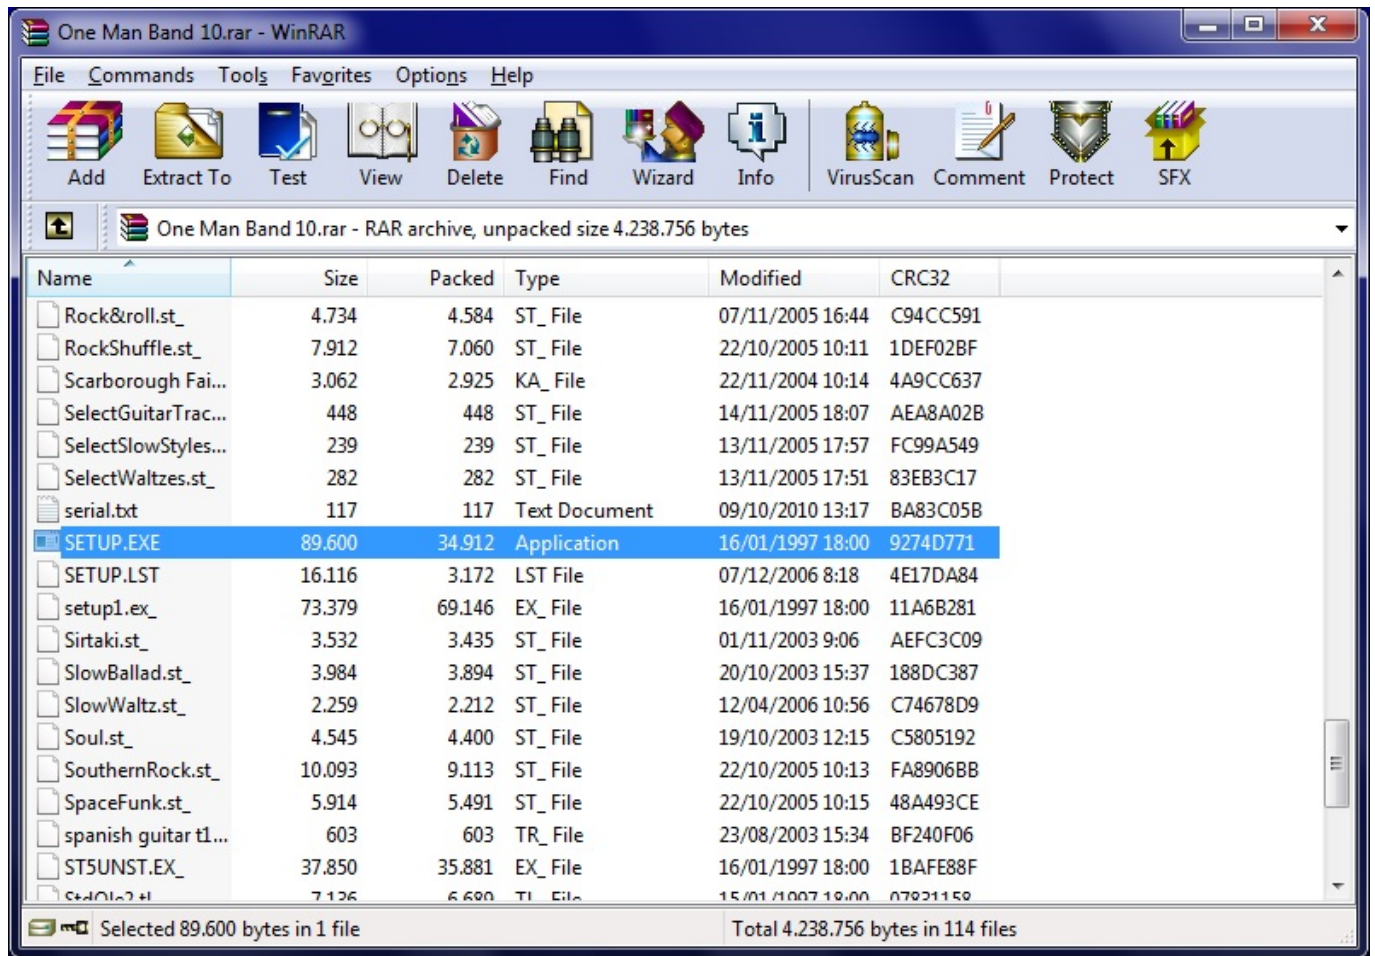 One Man Band 10.rar - WinRAR
File Commands Tools Favorites Options Help
Add Extract To Test View Delete Find Wizard Info VirusScan Comment Protect SFX
One Man Band 10.rar - RAR archive, unpacked size 4.238.756 bytes
Name Size Packed Type Modified CRC32
Rock&roll.st_ 4.734 4.584 ST_ File 07/11/2005 16:44 C94CC591
RockShuffle.st_ 7.912 7.060 ST_ File 22/10/2005 10:11 1DEF02BF
Scarborough Fai... 3.062 2.925 KA_ File 22/11/2004 10:14 4A9CC637
SelectGuitarTrac... 448 448 ST_ File 14/11/2005 18:07 AEA8A02B
SelectSlowStyles... 239 239 ST_ File 13/11/2005 17:57 FC99A549
SelectWaltzes.st_ 282 282 ST_ File 13/11/2005 17:51 83EB3C17
serial.txt 117 117 Text Document 09/10/2010 13:17 BA83C05B
SETUP.EXE 89.600 34.912 Application 16/01/1997 18:00 9274D771
SETUP.LST 16.116 3.172 LST File 07/12/2006 8:18 4E17DA84
setup1.ex_ 73.379 69.146 EX_ File 16/01/1997 18:00 11A6B281
Sirtaki.st_ 3.532 3.435 ST_ File 01/11/2003 9:06 AEFC3C09
SlowBallad.st_ 3.984 3.894 ST_ File 20/10/2003 15:37 188DC387
SlowWaltz.st_ 2.259 2.212 ST_ File 12/04/2006 10:56 C74678D9
Soul.st_ 4.545 4.400 ST_ File 19/10/2003 12:15 C5805192
SouthernRock.st_ 10.093 9.113 ST_ File 22/10/2005 10:13 FA8906BB
SpaceFunk.st_ 5.914 5.491 ST_ File 22/10/2005 10:15 48A493CE
spanish guitar t1... 603 603 TR_ File 23/08/2003 15:34 BF240F06
ST5UNST.EX_ 37.850 35.881 EX_ File 16/01/1997 18:00 1BAFE88F
Selected 89.600 bytes in 1 file Total 4.238.756 bytes in 114 files